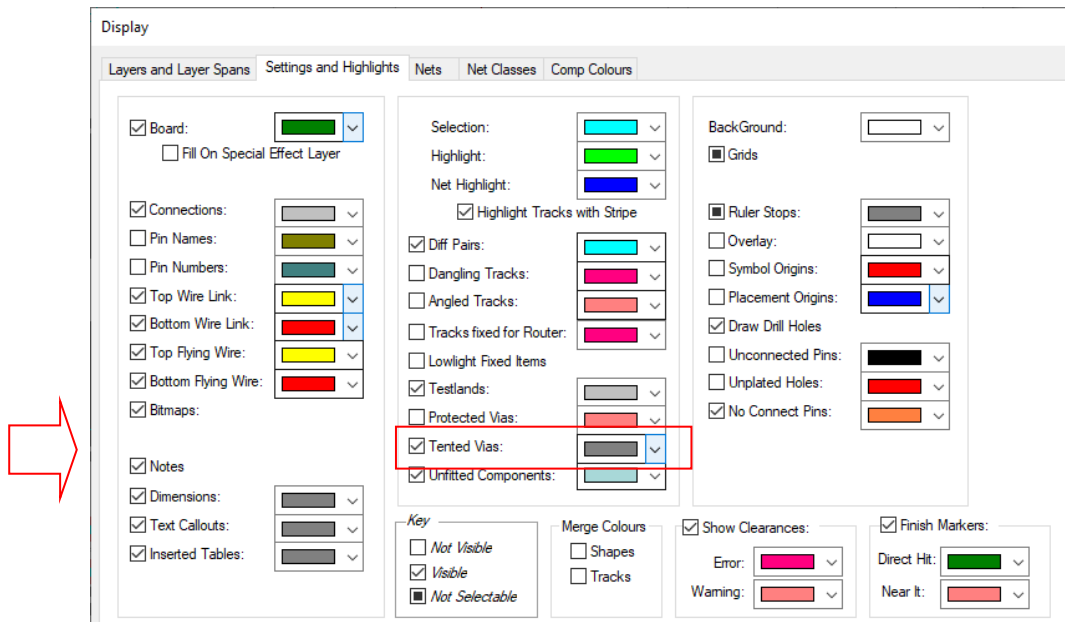 Display
Layers and Layer Spans
Settings and Highlights
Nets
Net Classes
Comp Colours
Board:
Fill On Special Effect Layer
Connections:
Pin Names:
Pin Numbers:
Top Wire Link:
Bottom Wire Link:
Top Flying Wire:
Bottom Flying Wire:
Bitmaps:
Notes
Dimensions:
Text Callouts:
Inserted Tables:
Selection:
Highlight:
Net Highlight:
Highlight Tracks with Stripe
Diff Pairs:
Dangling Tracks:
Angled Tracks:
Tracks fixed for Router:
Lowlight Fixed Items
Testlands:
Protected Vias:
Tented Vias:
Unfitted Components:
BackGround:
Grids
Ruler Stops:
Overlay:
Symbol Origins:
Placement Origins:
Draw Drill Holes
Unconnected Pins:
Unplated Holes:
No Connect Pins:
Key
Not Visible
Visible
Not Selectable
Merge Colours
Shapes
Tracks
Show Clearances:
Error:
Warning:
Finish Markers:
Direct Hit:
Near It: